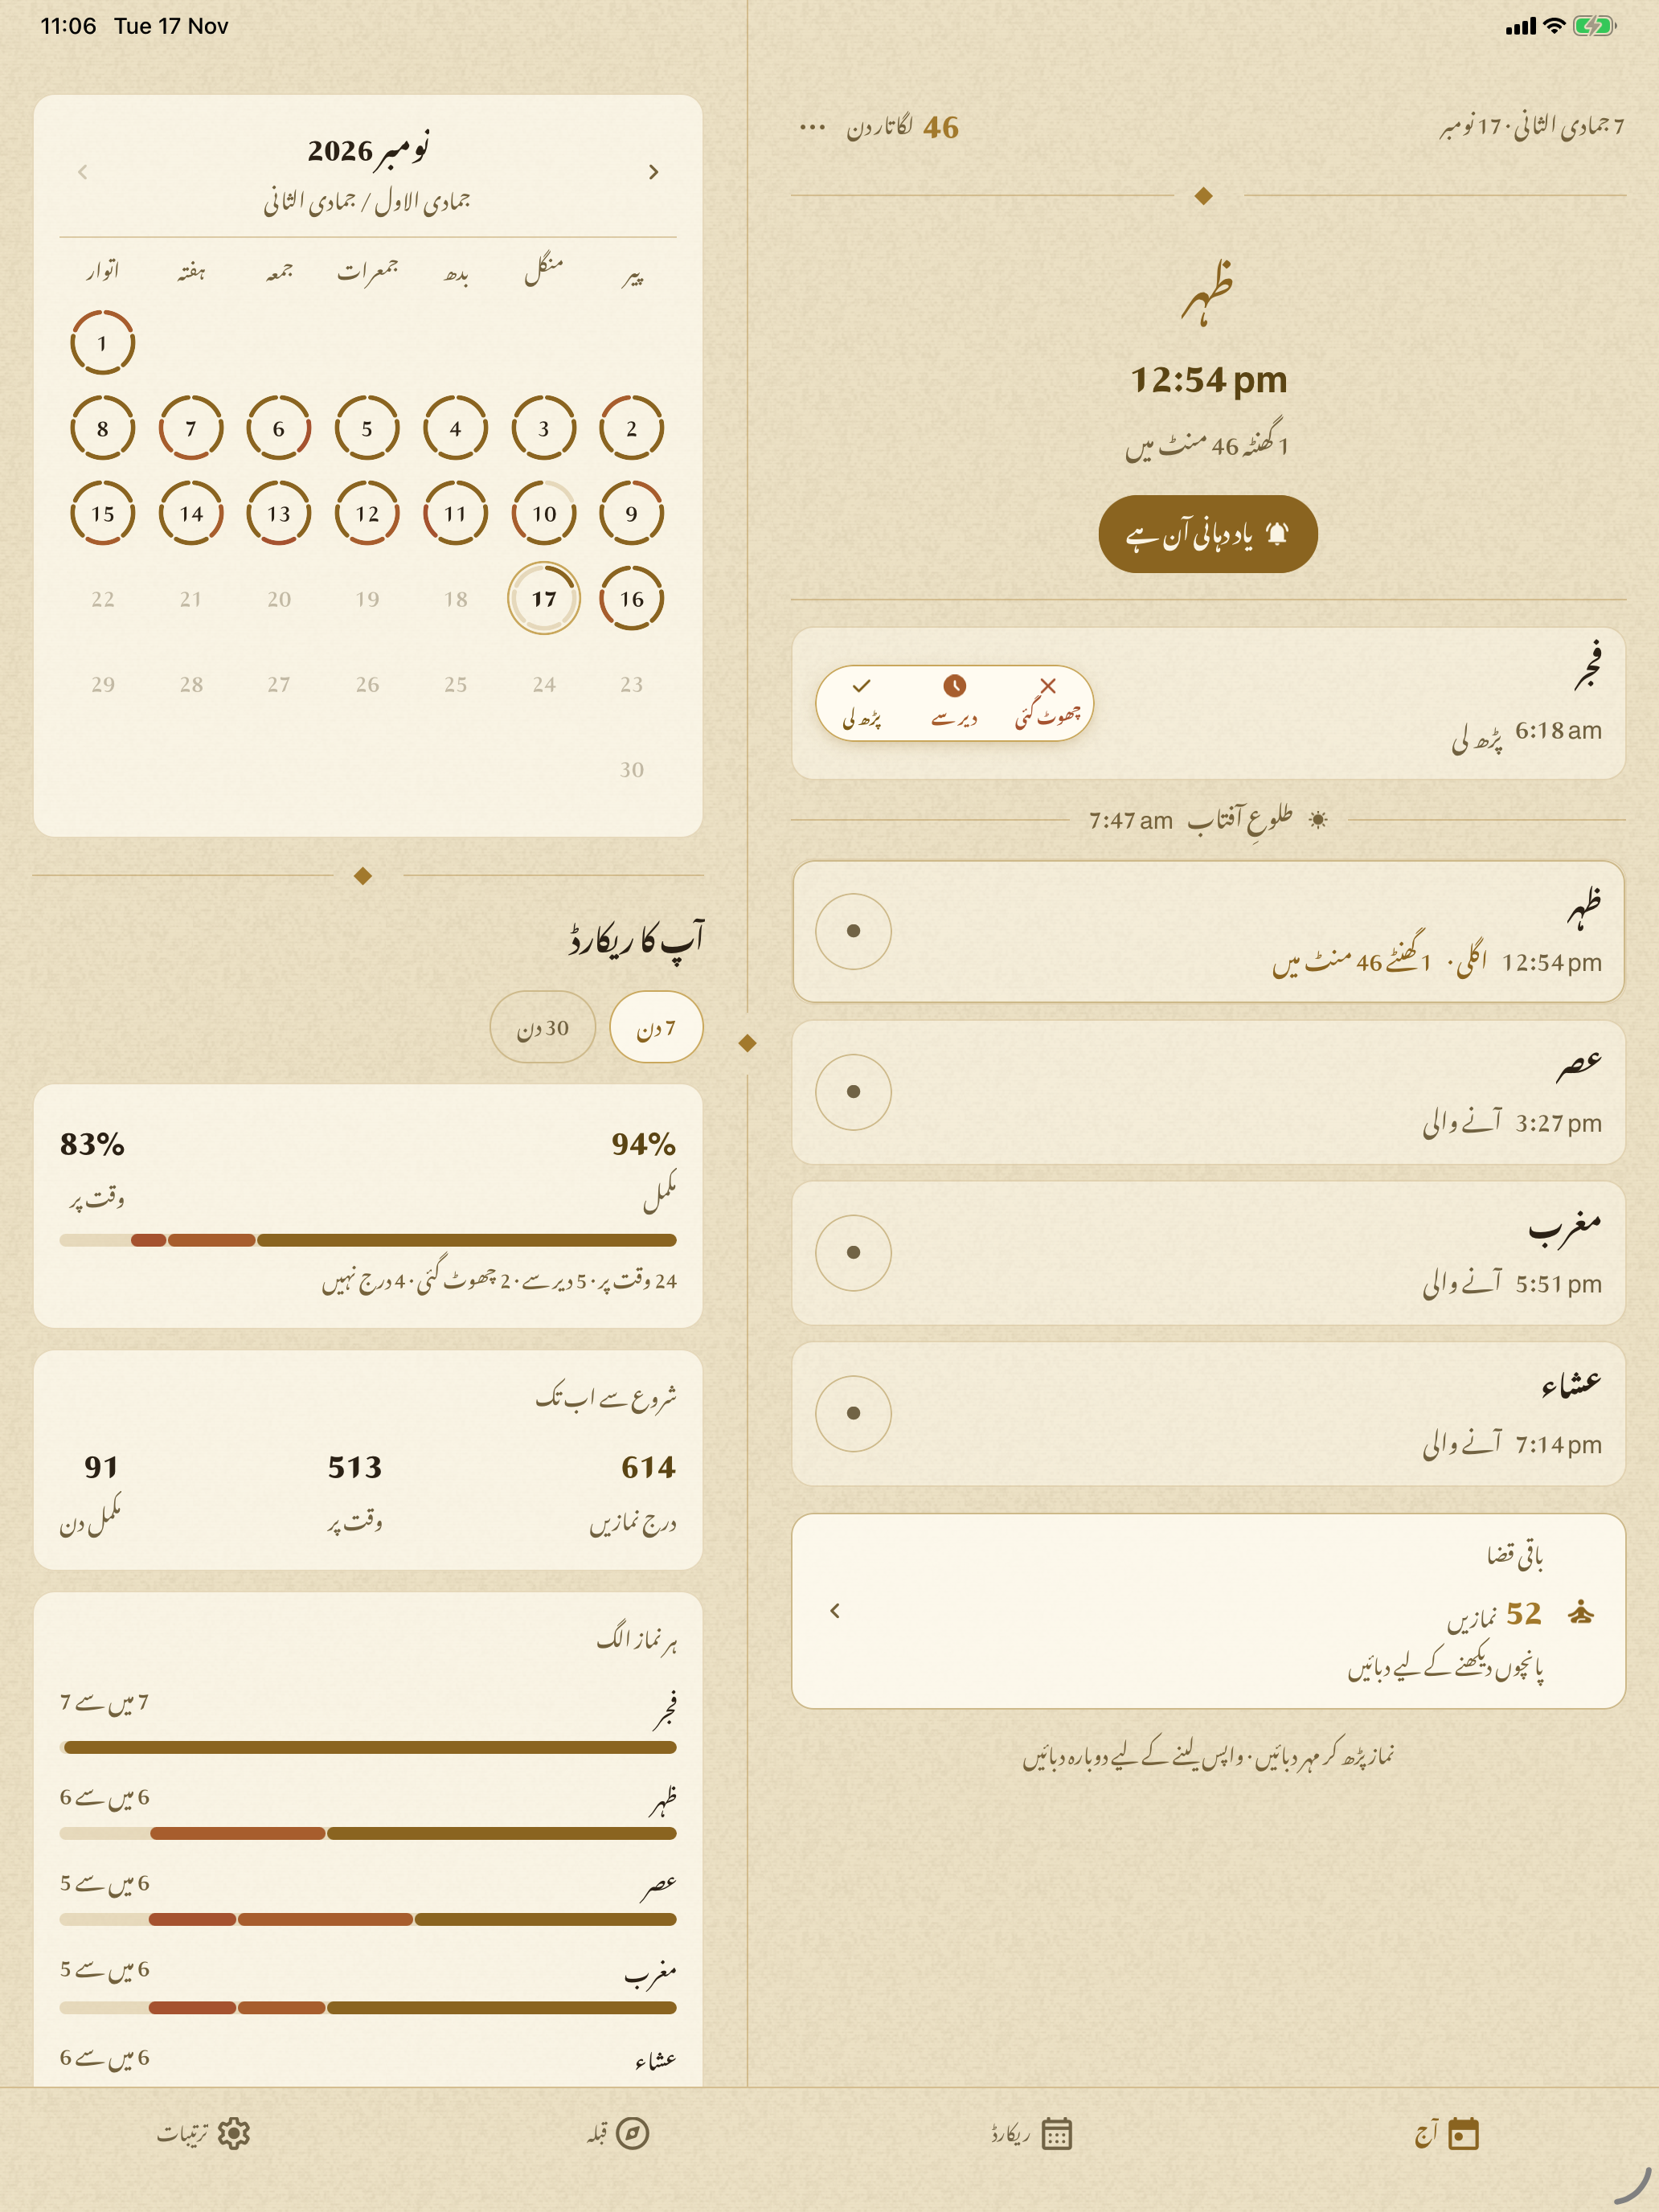 11:06 Tue 17 Nov
7 جمادی الثانی · 17 نومبر
46 لگاتار دن
ظہر
12:54 pm
1 گھنٹہ 46 منٹ میں
یاد دہانی آن ہے
فجر
6:18 am پڑھ لی
چھوٹ گئی
دیر سے
پڑھ لی
طلوعِ آفتاب 7:47 am
ظہر
12:54 pm اگلی · 1 گھنٹے 46 منٹ میں
عصر
3:27 pm آنے والی
مغرب
5:51 pm آنے والی
عشاء
7:14 pm آنے والی
باقی قضا
52 نمازیں
پانچوں دیکھنے کے لیے دبائیں
نماز پڑھ کر مہر دبائیں · واپس لینے کے لیے دوبارہ دبائیں
نومبر 2026
جمادی الاول / جمادی الثانی
پیر منگل بدھ جمعرات جمعہ ہفتہ اتوار
1
2 3 4 5 6 7 8
9 10 11 12 13 14 15
16 17 18 19 20 21 22
23 24 25 26 27 28 29
30
آپ کا ریکارڈ
7 دن
30 دن
94% 83%
مکمل وقت پر
24 وقت پر · 5 دیر سے · 2 چھوٹ گئی · 4 درج نہیں
شروع سے اب تک
614 513 91
درج نمازیں وقت پر مکمل دن
ہر نماز الگ
فجر 7 میں سے 7
ظہر 6 میں سے 6
عصر 6 میں سے 5
مغرب 6 میں سے 5
عشاء 6 میں سے 6
آج
ریکارڈ
قبلہ
ترتیبات